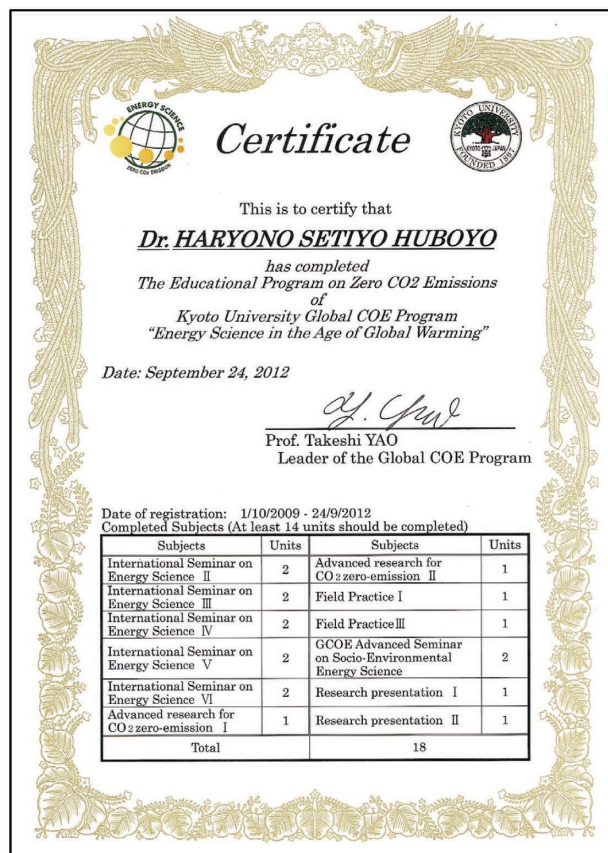 ENERGY SCIENCE
ZERO CO2 EMISSION
Certificate
KYOTO UNIVERSITY
KYOTO JAPAN
FOUNDED 1897
This is to certify that
Dr. HARYONO SETIYO HUBOYO
has completed
The Educational Program on Zero CO2 Emissions
of
Kyoto University Global COE Program
“Energy Science in the Age of Global Warming”
Date: September 24, 2012
Prof. Takeshi YAO
Leader of the Global COE Program
Date of registration: 1/10/2009 - 24/9/2012
Completed Subjects (At least 14 units should be completed)
Subjects Units Subjects Units
International Seminar on
Energy Science Ⅱ 2
Advanced research for
CO2 zero-emission Ⅱ 1
International Seminar on
Energy Science Ⅲ 2
Field Practice Ⅰ 1
International Seminar on
Energy Science Ⅳ 2
Field Practice Ⅲ 1
International Seminar on
Energy Science Ⅴ 2
GCOE Advanced Seminar
on Socio-Environmental
Energy Science 2
International Seminar on
Energy Science Ⅵ 2
Research presentation Ⅰ 1
Advanced research for
CO2 zero-emission Ⅰ 1
Research presentation Ⅱ 1
Total 18